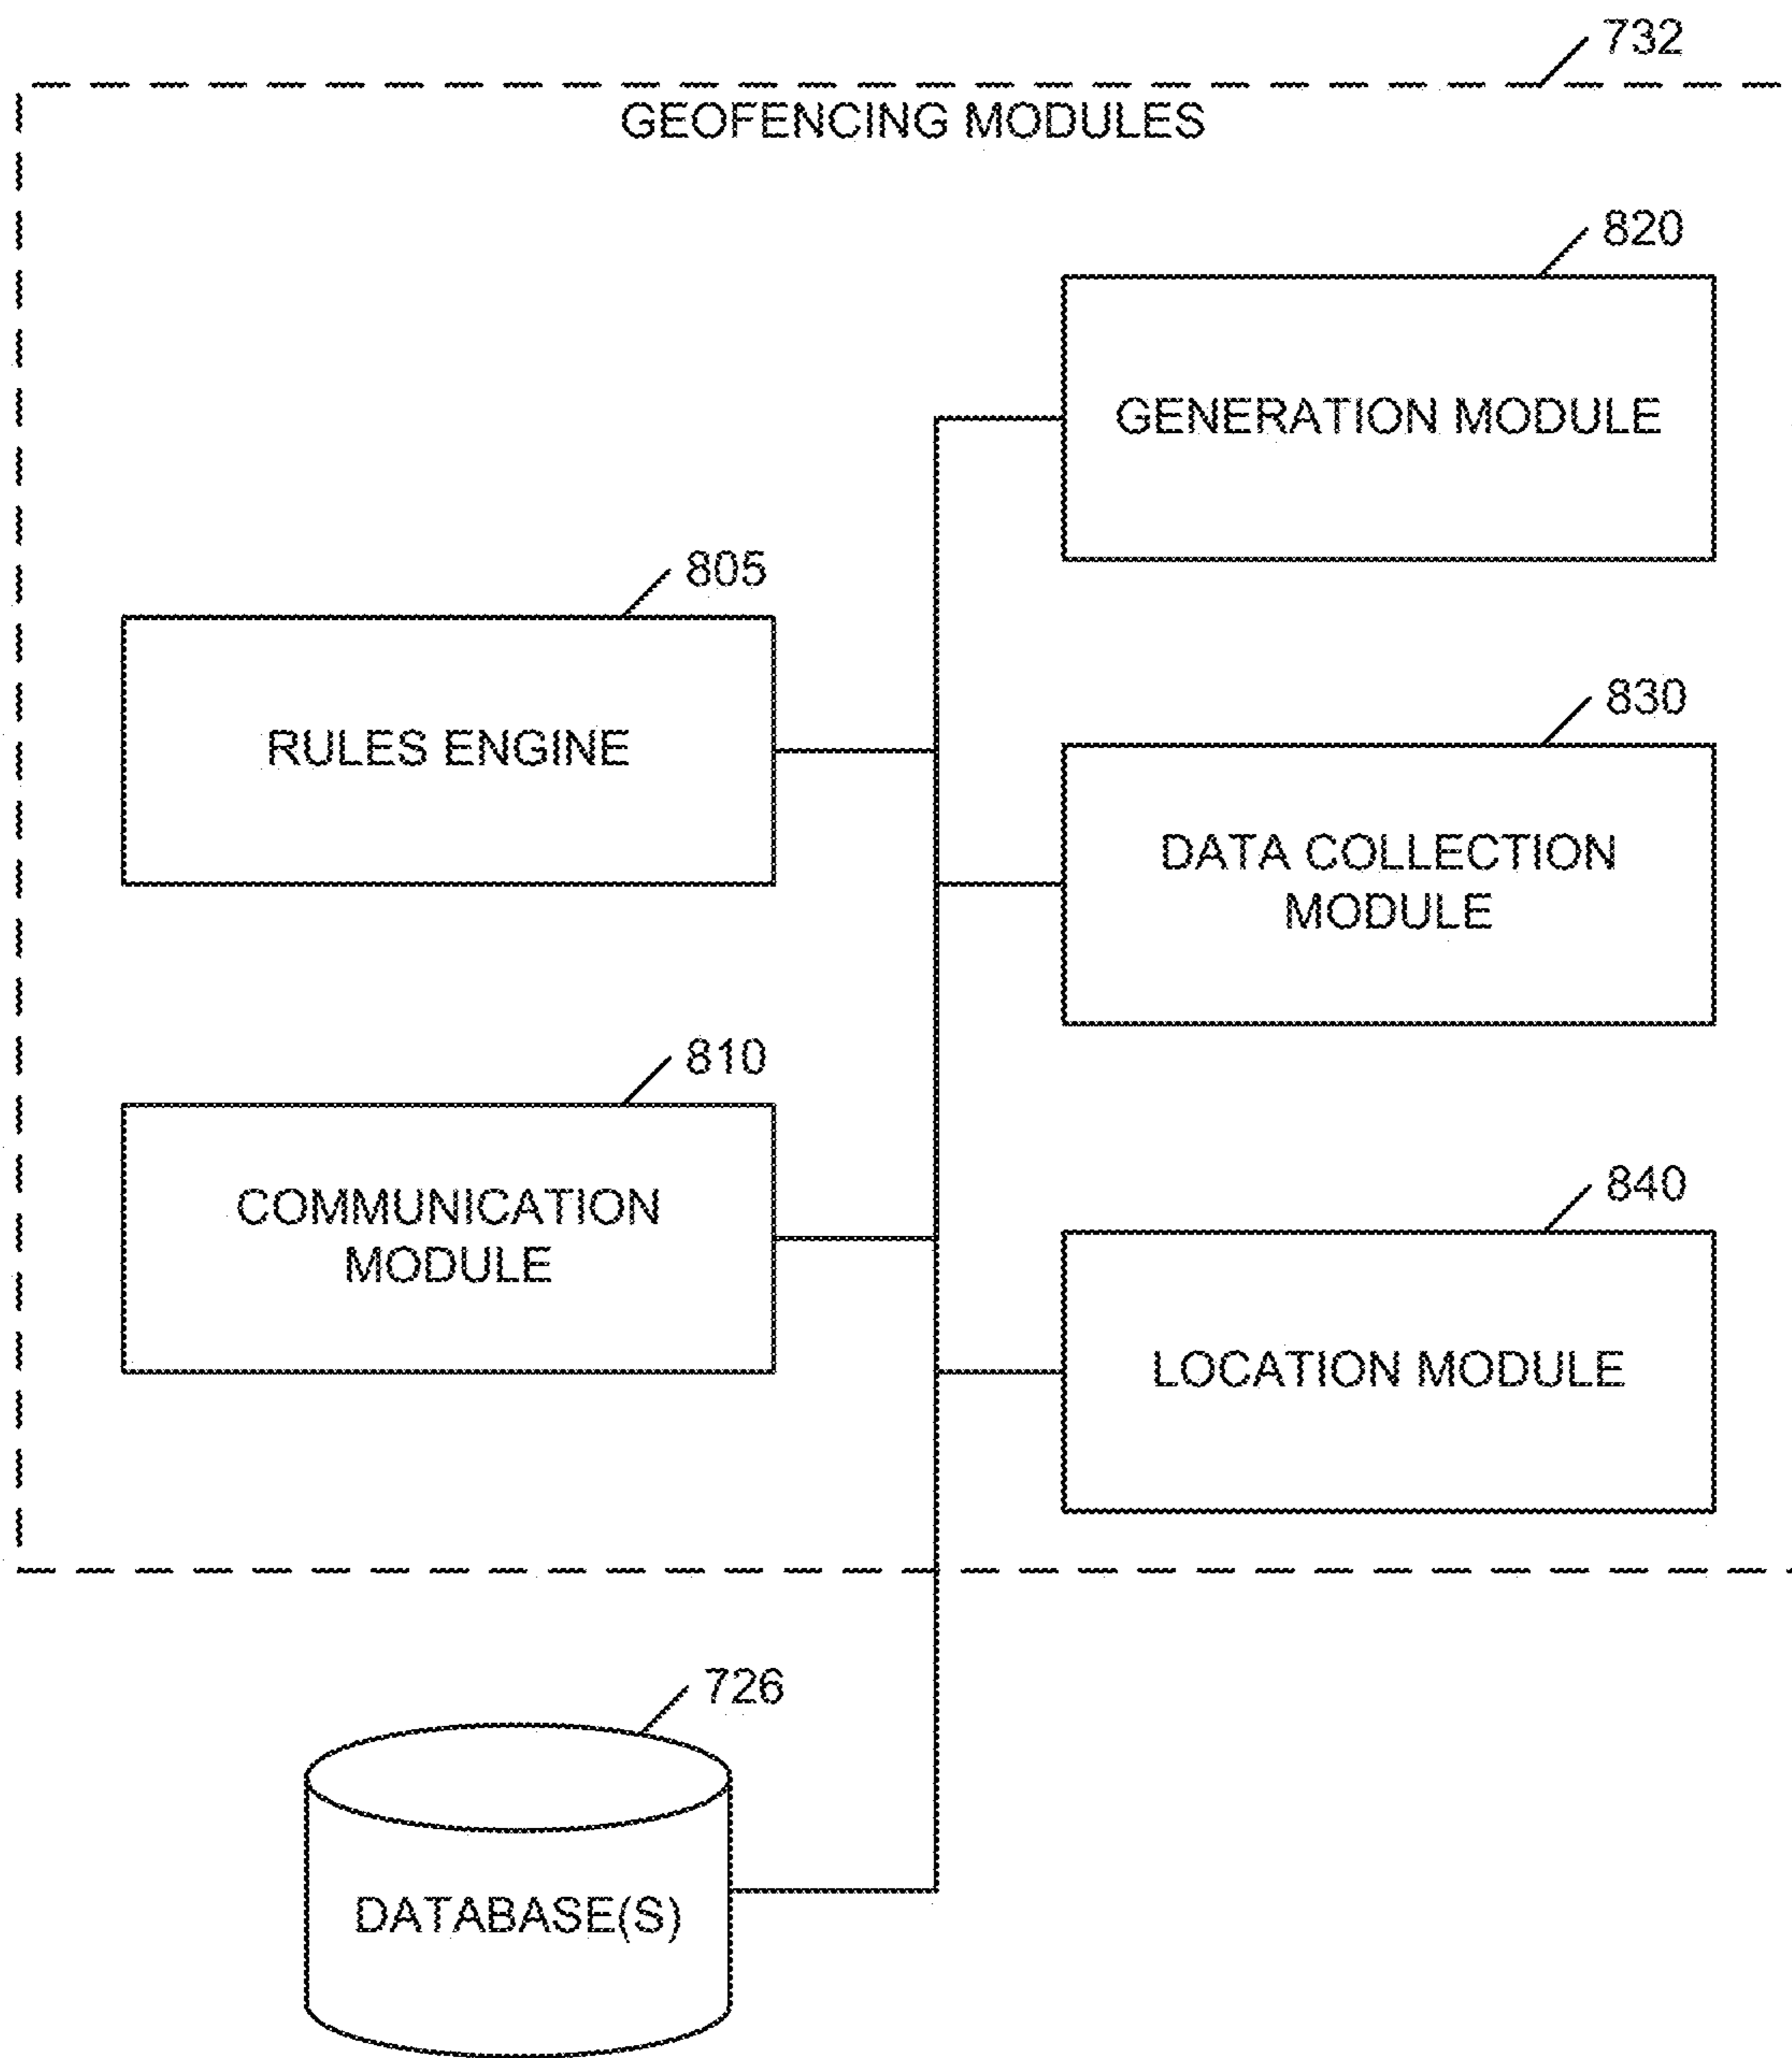 732
GEOFENCING MODULES
820
GENERATION MODULE
805
RULES ENGINE
830
DATA COLLECTION
MODULE
810
COMMUNICATION
MODULE
840
LOCATION MODULE
726
DATABASE(S)